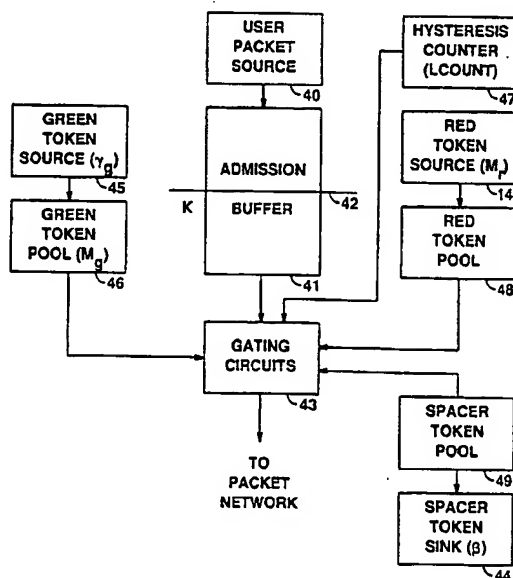 USER
PACKET
SOURCE
40
HYSTERESIS
COUNTER
(LCOUNT)
47
GREEN
TOKEN
SOURCE (γg)
45
ADMISSION
42
K
BUFFER
41
RED
TOKEN
SOURCE (Mr)
14
GREEN
TOKEN
POOL (Mg)
46
RED
TOKEN
POOL
48
GATING
CIRCUITS
43
TO
PACKET
NETWORK
SPACER
TOKEN
POOL
49
SPACER
TOKEN
SINK (β)
44